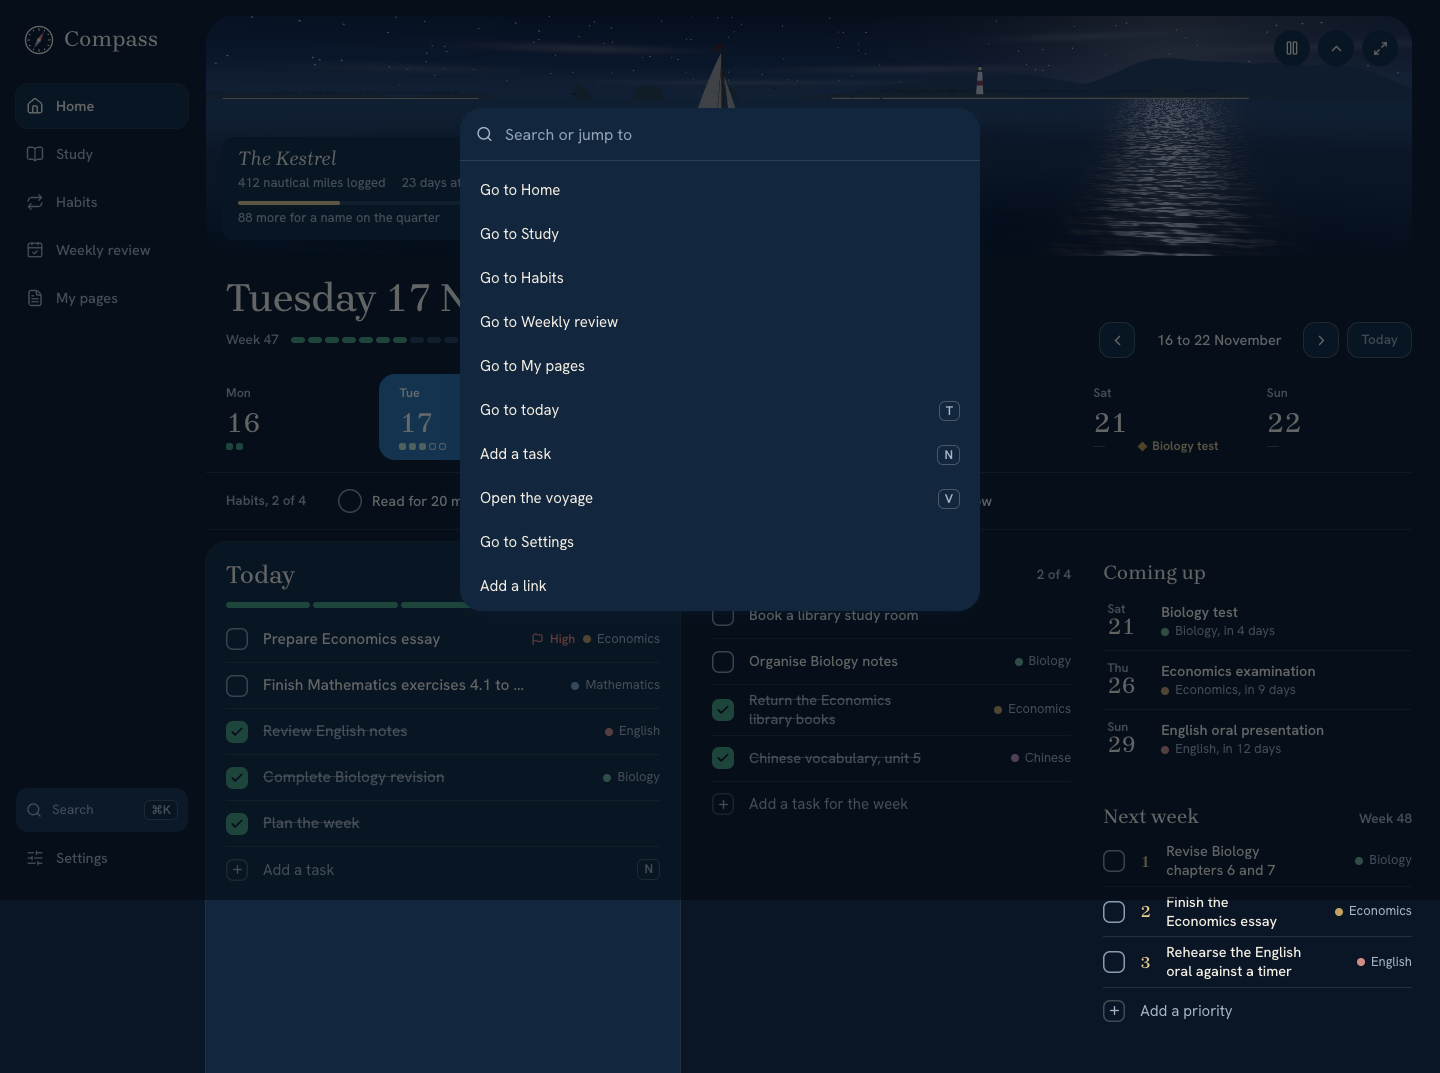 Compass
Home
Study
Habits
Weekly review
My pages
Search ⌘K
Settings
The Kestrel
412 nautical miles logged 23 days at
88 more for a name on the quarter
Search or jump to
Go to Home
Go to Study
Go to Habits
Go to Weekly review
Go to My pages
Go to today T
Add a task N
Open the voyage V
Go to Settings
Add a link
Tuesday 17 N
Week 47
16 to 22 November
Today
Mon
16
Tue
17
Sat
21
Biology test
Sun
22
Habits, 2 of 4
Read for 20 m
Today
Prepare Economics essay High Economics
Finish Mathematics exercises 4.1 to ... Mathematics
Review English notes English
Complete Biology revision Biology
Plan the week
Add a task N
2 of 4
Book a library study room
Organise Biology notes Biology
Return the Economics
library books Economics
Chinese vocabulary, unit 5 Chinese
Add a task for the week
Coming up
Sat
21
Biology test
Biology, in 4 days
Thu
26
Economics examination
Economics, in 9 days
Sun
29
English oral presentation
English, in 12 days
Next week Week 48
1 Revise Biology
chapters 6 and 7 Biology
2 Finish the
Economics essay Economics
3 Rehearse the English
oral against a timer English
Add a priority